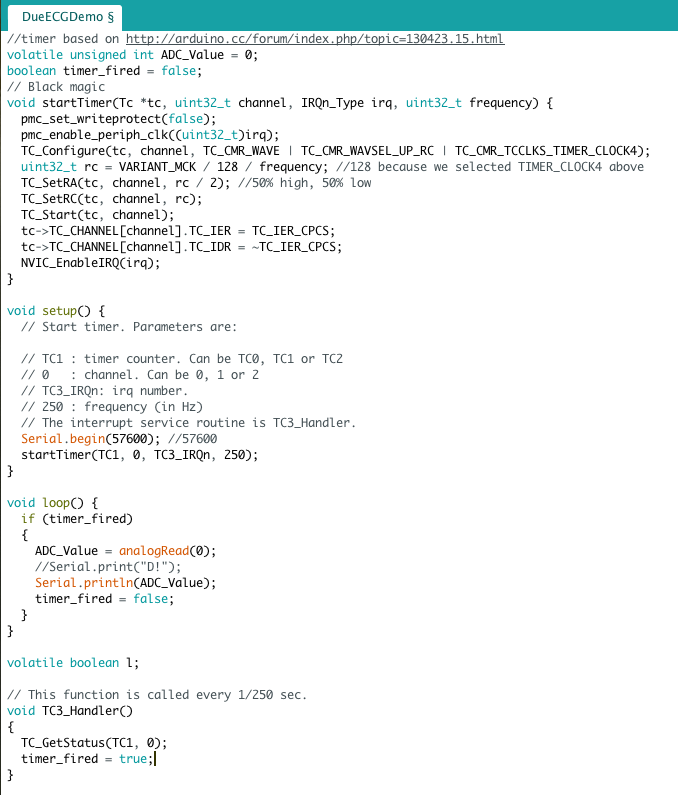 DueECGDemo §
//timer based on http://arduino.cc/forum/index.php/topic=130423.15.html
volatile unsigned int ADC_Value = 0;
boolean timer_fired = false;
// Black magic
void startTimer(Tc *tc, uint32_t channel, IRQn_Type irq, uint32_t frequency) {
  pmc_set_writeprotect(false);
  pmc_enable_periph_clk((uint32_t)irq);
  TC_Configure(tc, channel, TC_CMR_WAVE | TC_CMR_WAVSEL_UP_RC | TC_CMR_TCCLKS_TIMER_CLOCK4);
  uint32_t rc = VARIANT_MCK / 128 / frequency; //128 because we selected TIMER_CLOCK4 above
  TC_SetRA(tc, channel, rc / 2); //50% high, 50% low
  TC_SetRC(tc, channel, rc);
  TC_Start(tc, channel);
  tc->TC_CHANNEL[channel].TC_IER = TC_IER_CPCS;
  tc->TC_CHANNEL[channel].TC_IDR = ~TC_IER_CPCS;
  NVIC_EnableIRQ(irq);
}

void setup() {
  // Start timer. Parameters are:

  // TC1 : timer counter. Can be TC0, TC1 or TC2
  // 0   : channel. Can be 0, 1 or 2
  // TC3_IRQn: irq number.
  // 250 : frequency (in Hz)
  // The interrupt service routine is TC3_Handler.
  Serial.begin(57600); //57600
  startTimer(TC1, 0, TC3_IRQn, 250);
}

void loop() {
  if (timer_fired)
  {
    ADC_Value = analogRead(0);
    //Serial.print("D!");
    Serial.println(ADC_Value);
    timer_fired = false;
  }
}

volatile boolean l;

// This function is called every 1/250 sec.
void TC3_Handler()
{
  TC_GetStatus(TC1, 0);
  timer_fired = true;
}